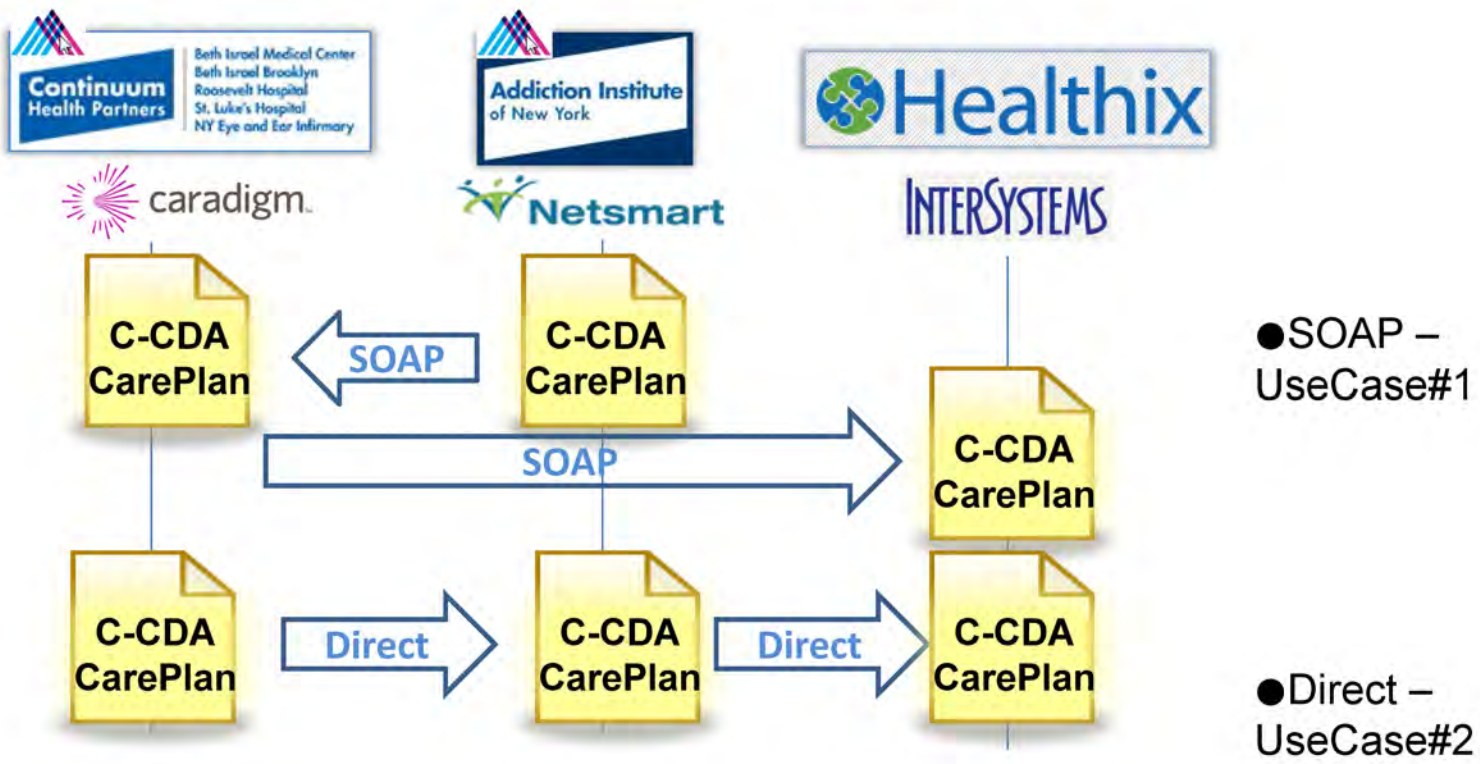 Continuum
Health Partners
Beth Israel Medical Center
Beth Israel Brooklyn
Roosevelt Hospital
St. Luke's Hospital
NY Eye and Ear Infirmary
Addiction Institute
of New York
Healthix
caradigm™
Netsmart
INTERSYSTEMS
C-CDA
CarePlan
SOAP
C-CDA
CarePlan
●SOAP –
UseCase#1
SOAP
C-CDA
CarePlan
C-CDA
CarePlan
Direct
C-CDA
CarePlan
Direct
C-CDA
CarePlan
●Direct –
UseCase#2